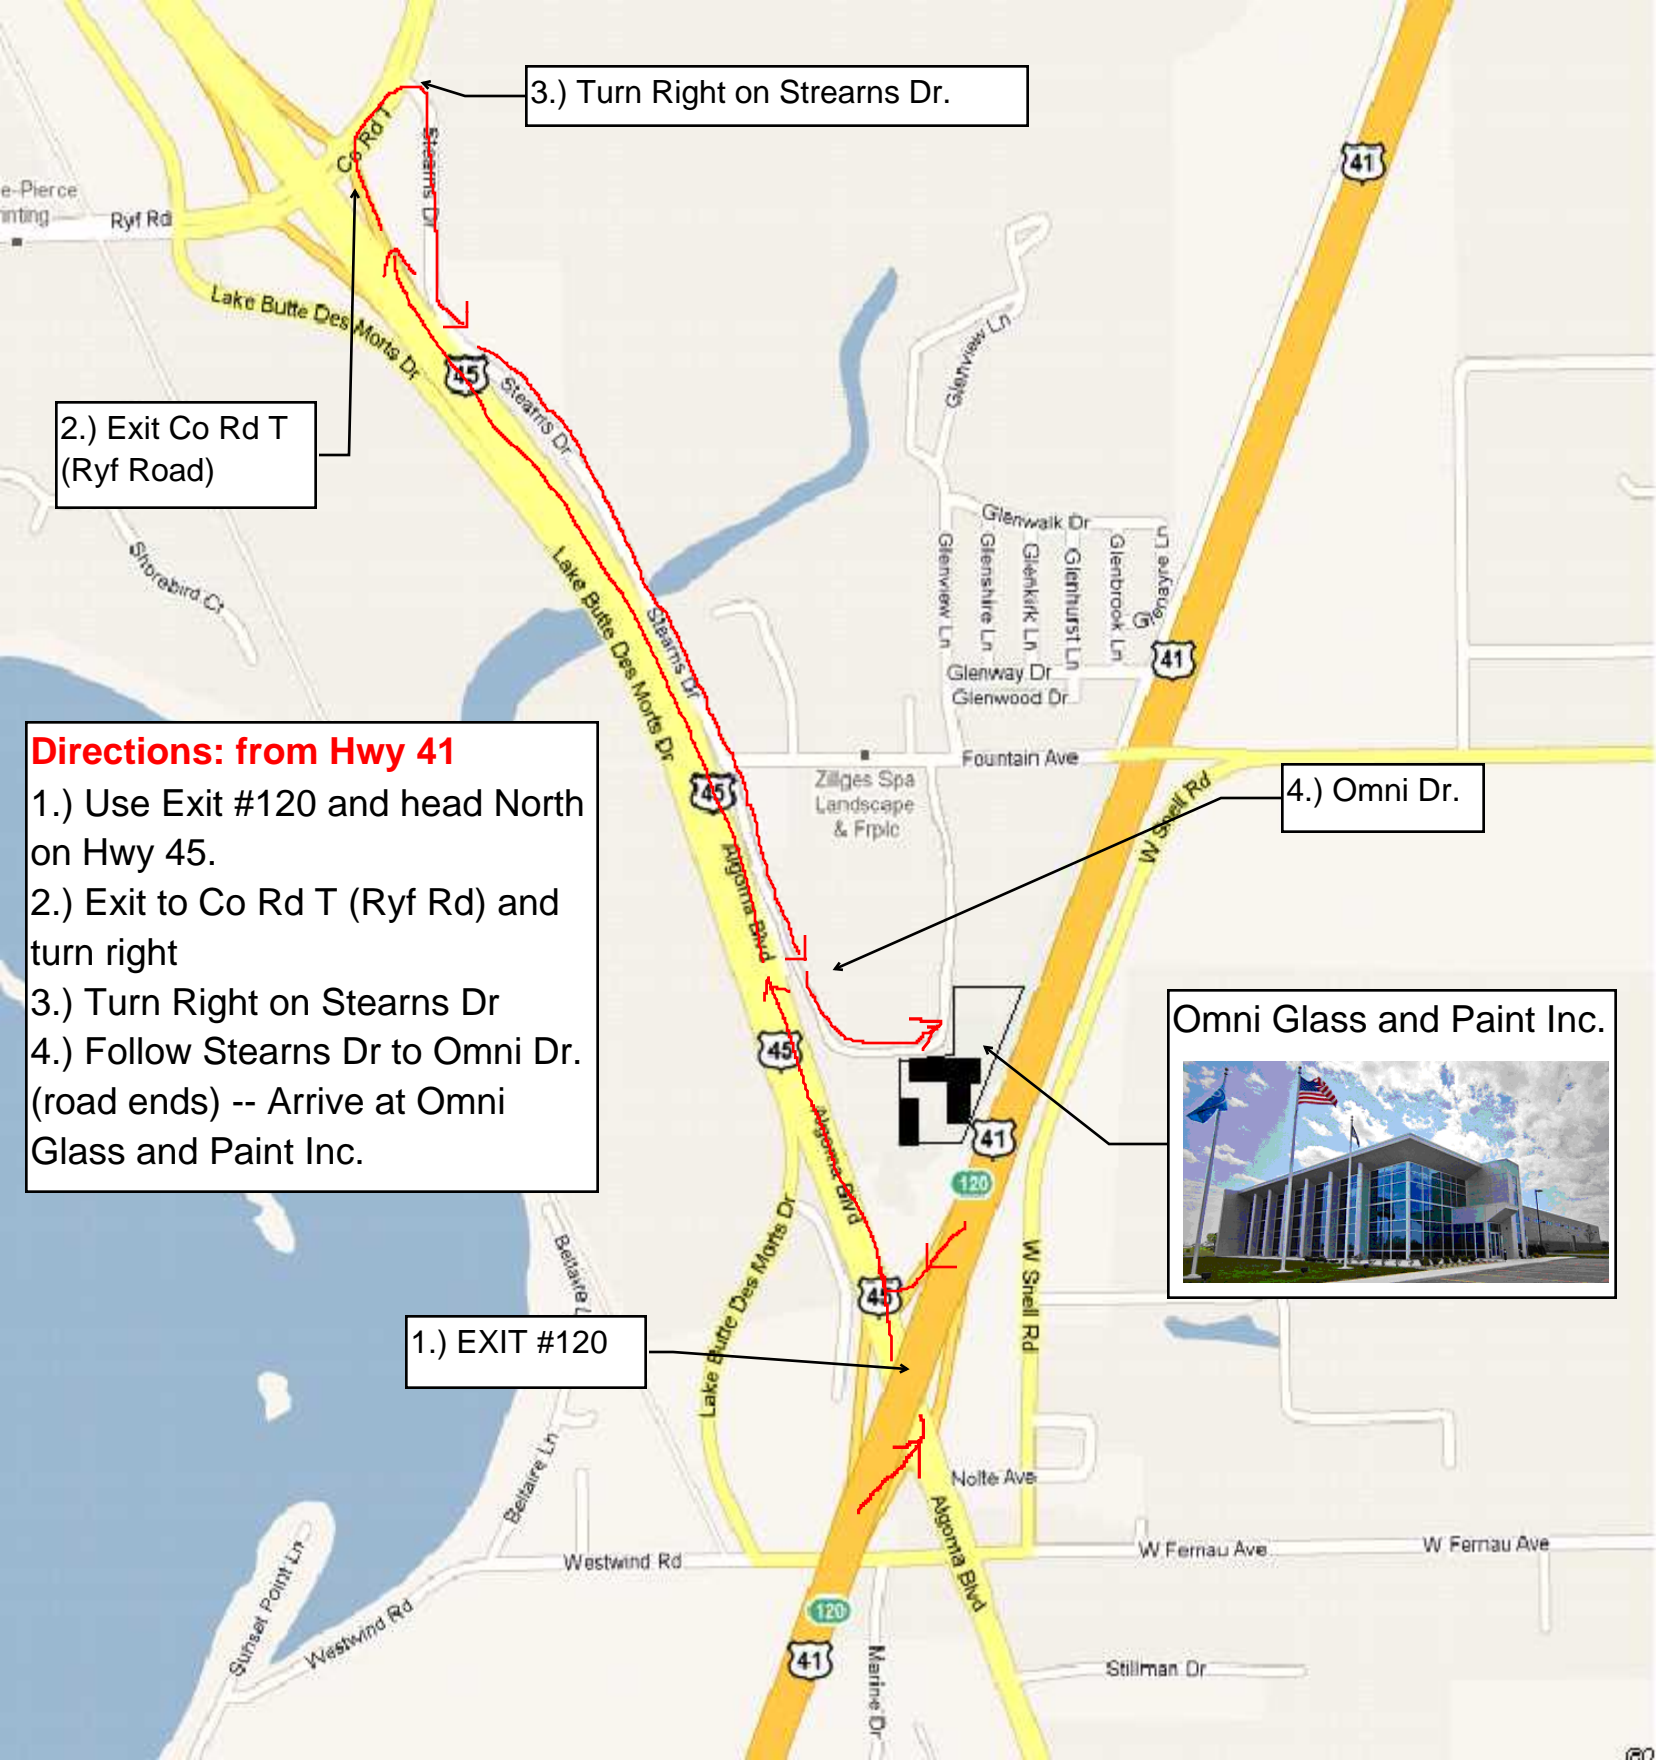 3.) Turn Right on Strearns Dr.
41
Co Rd T
Stearns Dr
e-Pierce
inting
Ryf Rd
Lake Butte Des Morts Dr
45
Stearns Dr
Glenview Ln
2.) Exit Co Rd T
(Ryf Road)
Shorebird Ct
Lake Butte Des Morts Dr
Stearns Dr
Glenwalk Dr
Glenview Ln
Glenshire Ln
Glenkirk Ln
Glenhurst Ln
Glenbrook Ln
Glenayre Ln
41
Glenway Dr
Glenwood Dr
Fountain Ave
Zillges Spa
Landscape
& Frplc
45
W Snell Rd
4.) Omni Dr.
Directions: from Hwy 41
1.) Use Exit #120 and head North
on Hwy 45.
2.) Exit to Co Rd T (Ryf Rd) and
turn right
3.) Turn Right on Stearns Dr
4.) Follow Stearns Dr to Omni Dr.
(road ends) -- Arrive at Omni
Glass and Paint Inc.
Algoma Blvd
45
Omni Glass and Paint Inc.
Algoma Blvd
41
120
Lake Butte Des Morts Dr
Bellaire L
W Snell Rd
45
1.) EXIT #120
Bellaire Ln
Nolte Ave
Algoma Blvd
Westwind Rd
W Fernau Ave
W Fernau Ave
Sunset Point Ln
Westwind Rd
120
41
Marine Dr
Stillman Dr